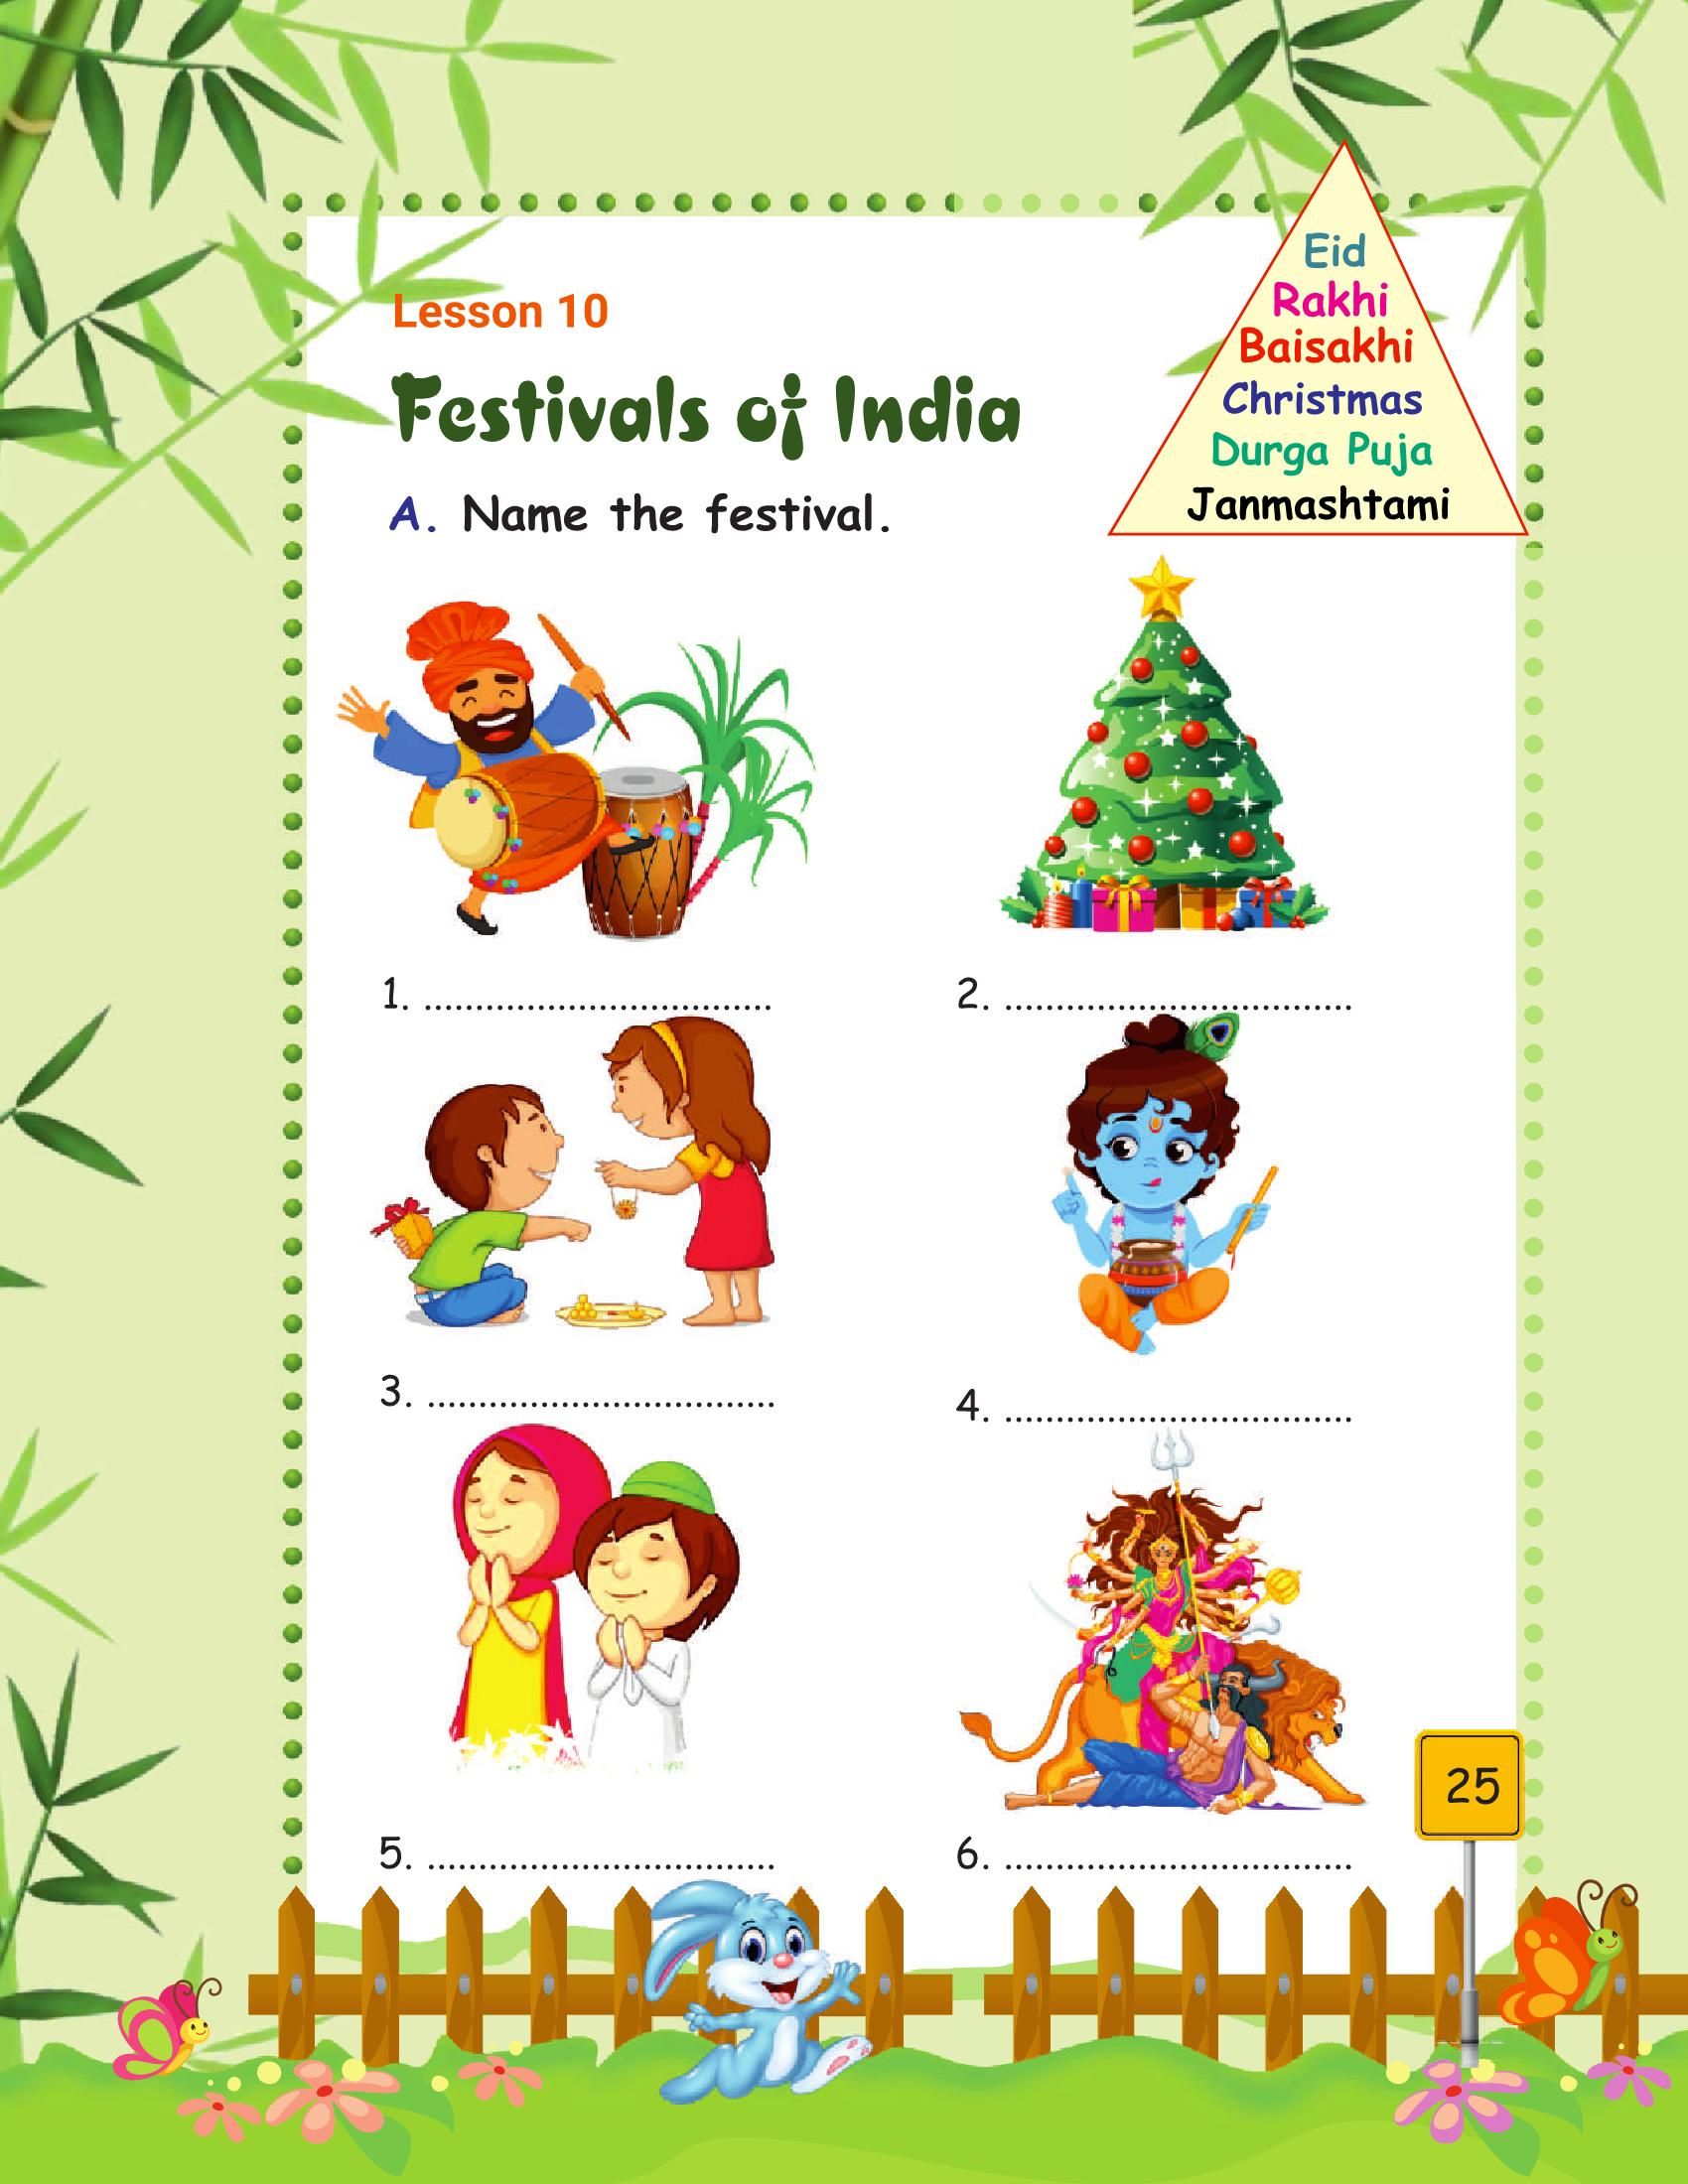 Eid
Rakhi
Baisakhi
Christmas
Durga Puja
Janmashtami
Lesson 10
Festivals of India
A. Name the festival.
1. ..................................
2. ..................................
3. ..................................
4. ..................................
5. ..................................
6. ..................................
25